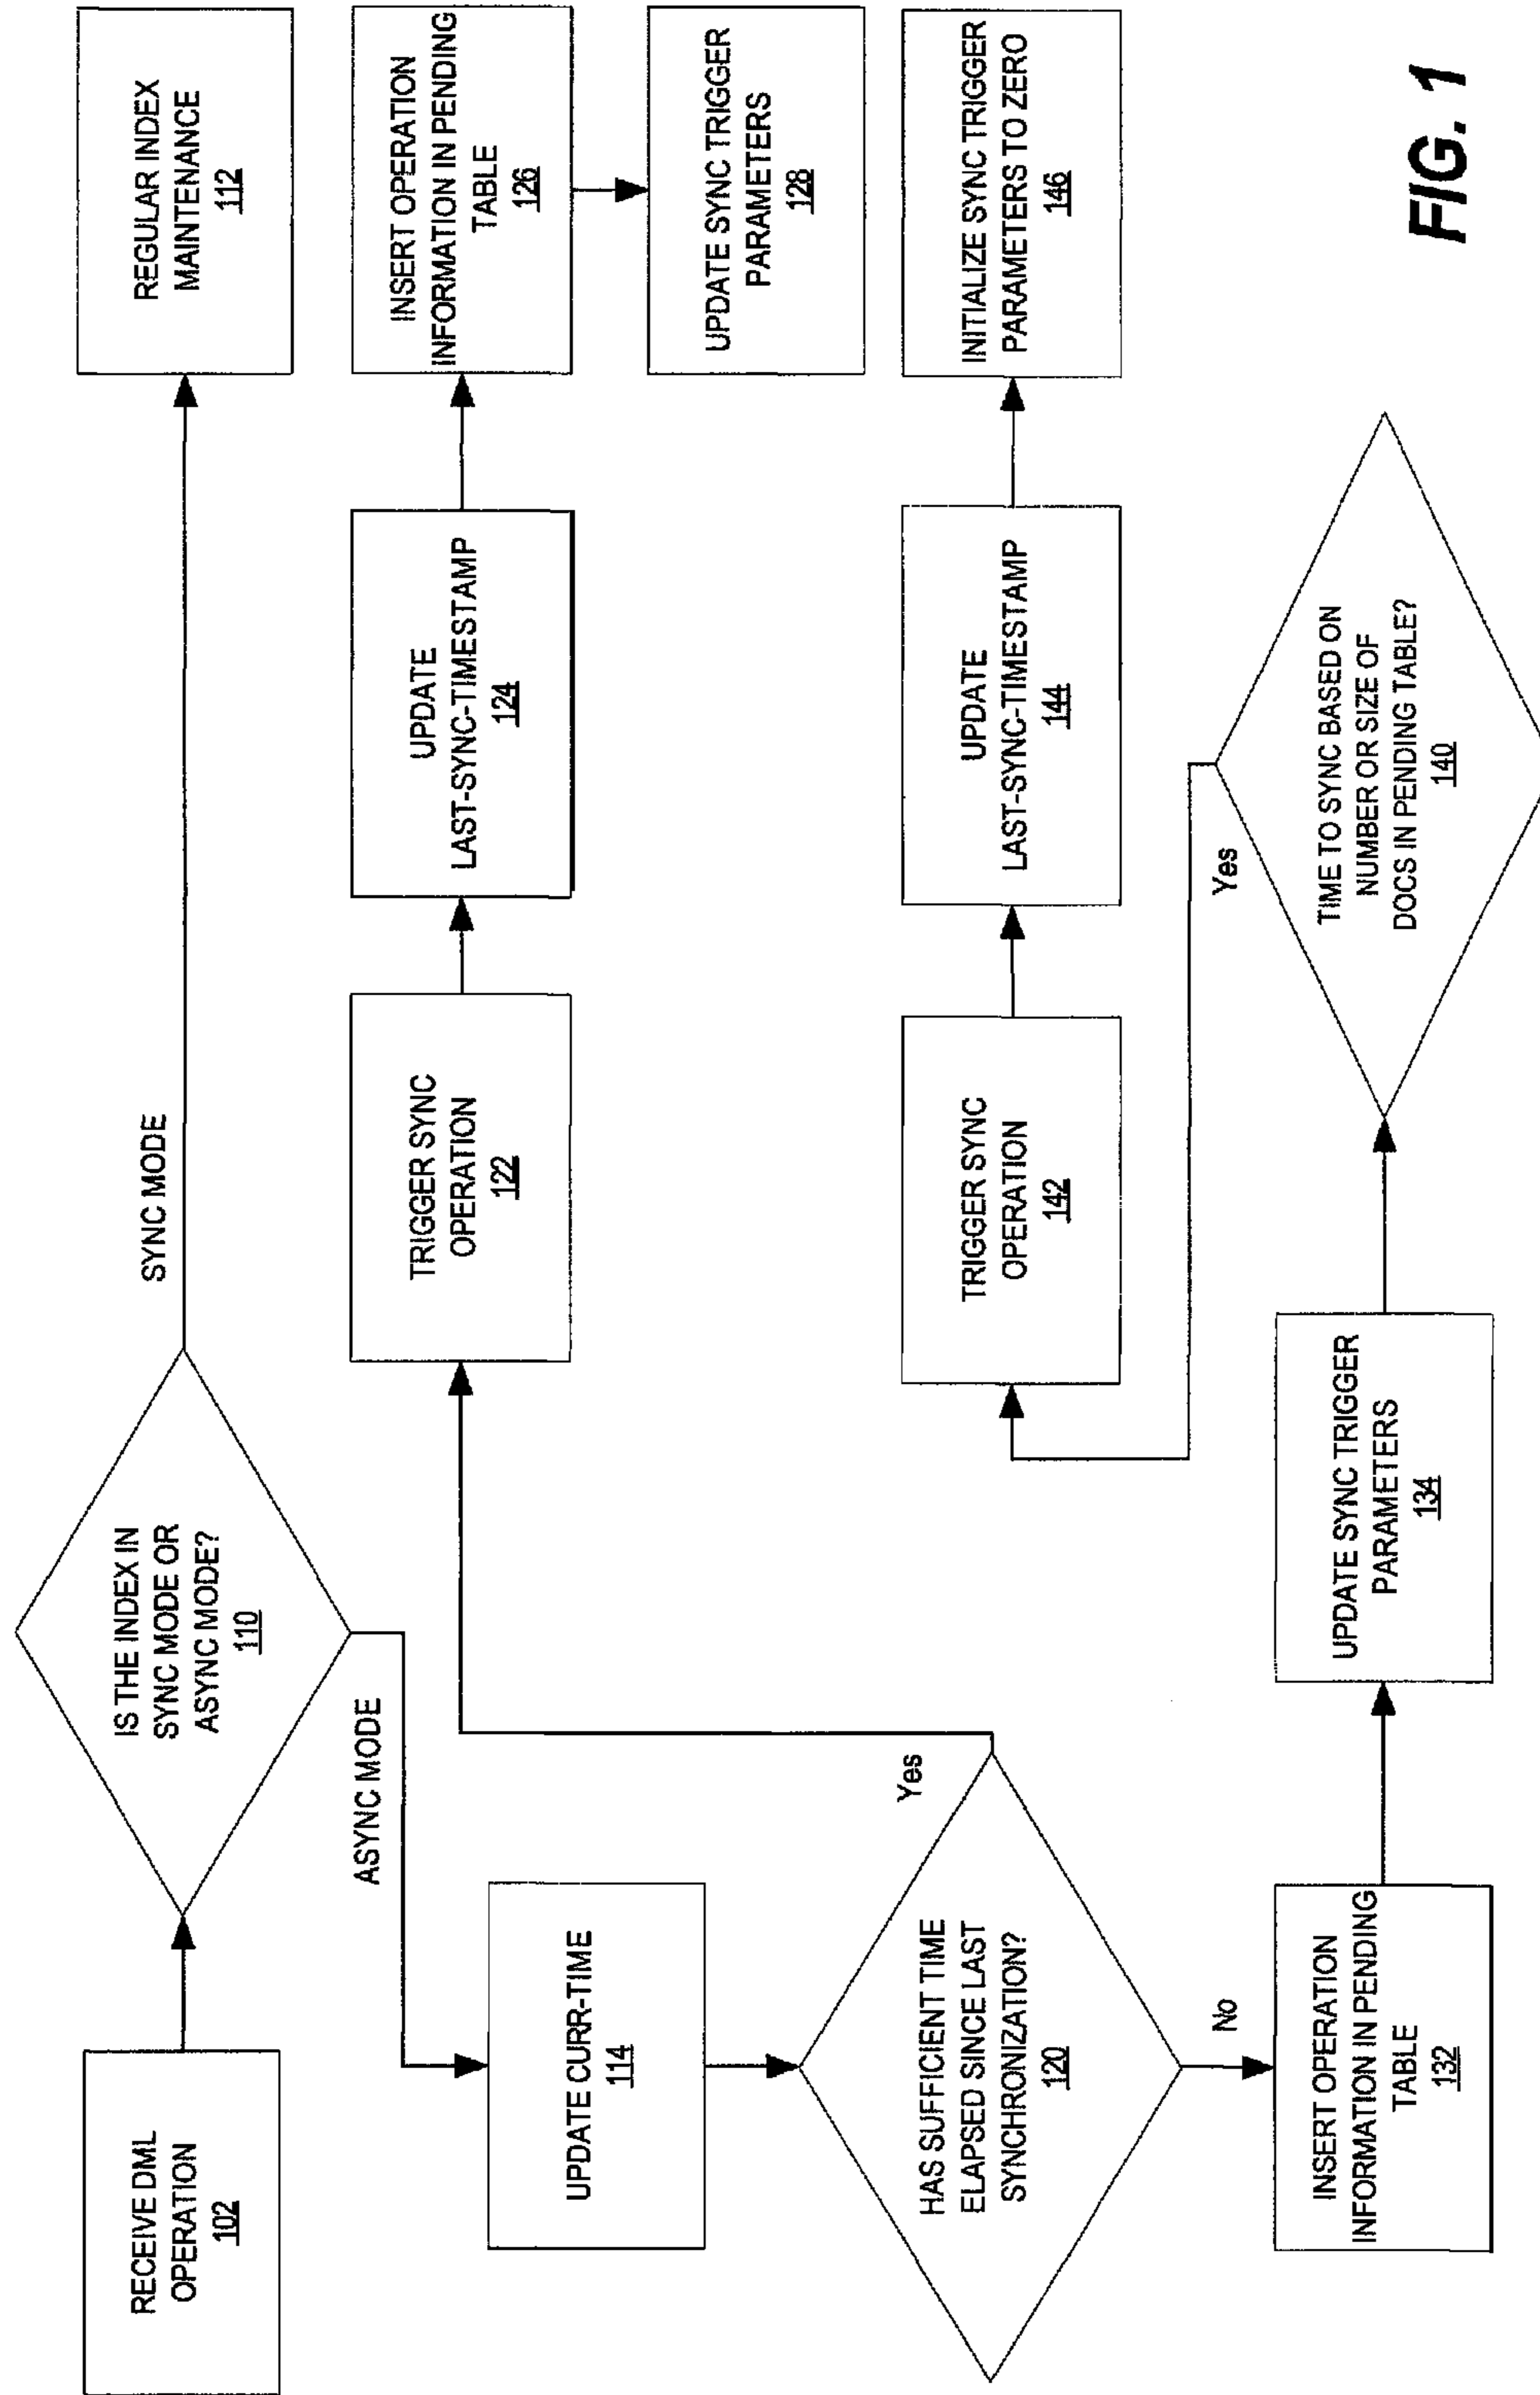 RECEIVE DML
OPERATION
102
IS THE INDEX IN
SYNC MODE OR
ASYNC MODE?
110
SYNC MODE
REGULAR INDEX
MAINTENANCE
112
ASYNC MODE
UPDATE CURR-TIME
114
HAS SUFFICIENT TIME
ELAPSED SINCE LAST
SYNCHRONIZATION?
120
Yes
TRIGGER SYNC
OPERATION
122
UPDATE
LAST-SYNC-TIMESTAMP
124
INSERT OPERATION
INFORMATION IN PENDING
TABLE
126
UPDATE SYNC TRIGGER
PARAMETERS
128
No
INSERT OPERATION
INFORMATION IN PENDING
TABLE
132
UPDATE SYNC TRIGGER
PARAMETERS
134
TIME TO SYNC BASED ON
NUMBER OR SIZE OF
DOCS IN PENDING TABLE?
140
Yes
TRIGGER SYNC
OPERATION
142
UPDATE
LAST-SYNC-TIMESTAMP
144
INITIALIZE SYNC TRIGGER
PARAMETERS TO ZERO
146
FIG. 1